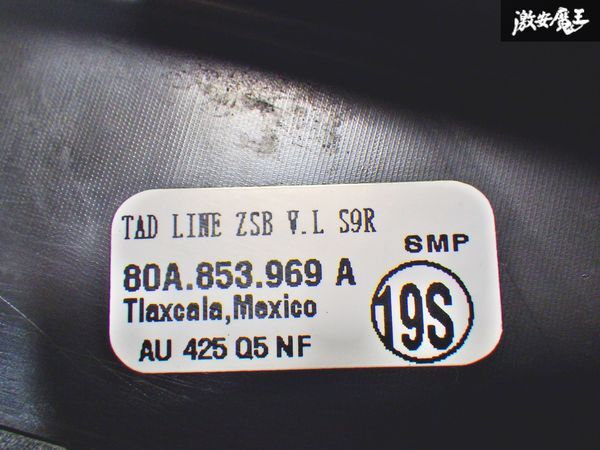 激安魔王
TAD LINE ZSB V.L S9R
SMP
80A.853.969 A
Tlaxcala,Mexico
19S
AU 425 Q5 NF